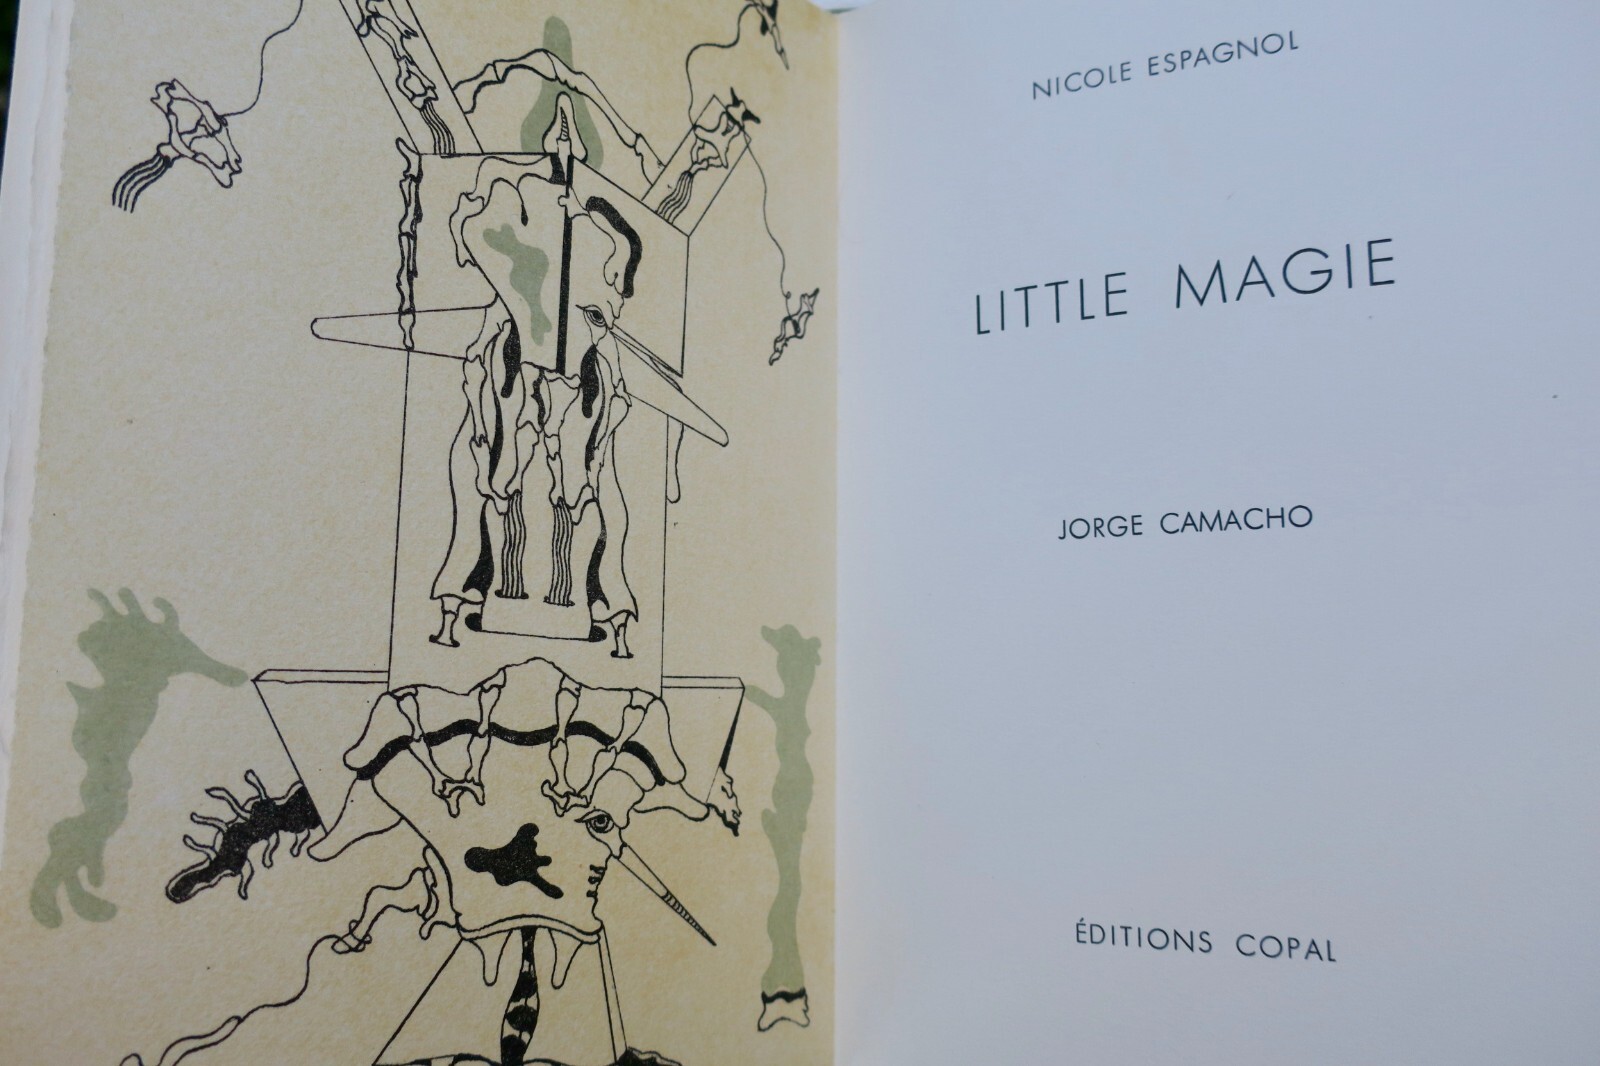 NICOLE ESPAGNOL
LITTLE MAGIE
JORGE CAMACHO
ÉDITIONS COPAL